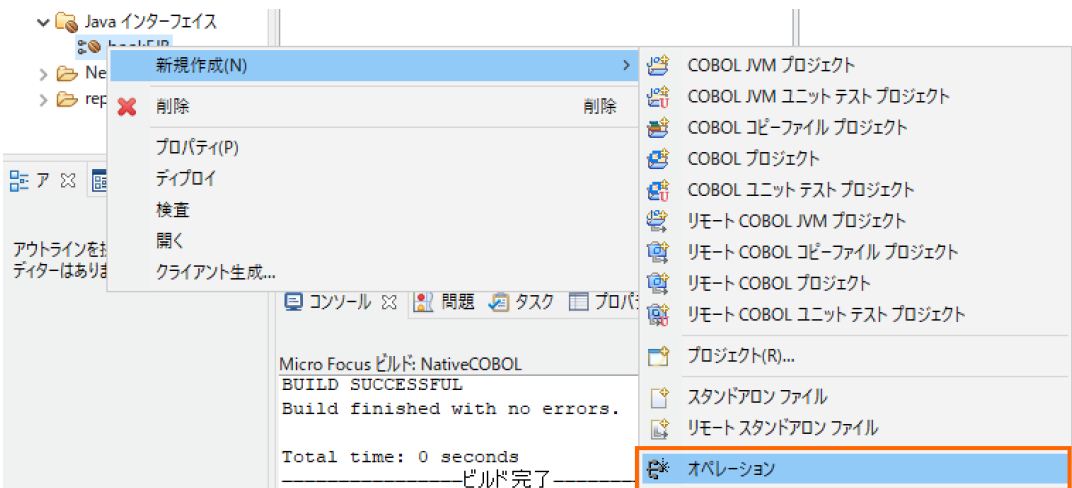 Java インターフェイス
Ne
rep
新規作成(N)
削除 削除
プロパティ(P)
ディプロイ
検査
開く
クライアント生成...
COBOL JVM プロジェクト
COBOL JVM ユニット テスト プロジェクト
COBOL コピーファイル プロジェクト
COBOL プロジェクト
COBOL ユニット テスト プロジェクト
リモート COBOL JVM プロジェクト
リモート COBOL コピーファイル プロジェクト
リモート COBOL プロジェクト
リモート COBOL ユニット テスト プロジェクト
プロジェクト(R)...
スタンドアロン ファイル
リモート スタンドアロン ファイル
オペレーション
ア
アウトラインを
ディターはあり
コンソール 問題 タスク プロパ
Micro Focus ビルド: NativeCOBOL
BUILD SUCCESSFUL
Build finished with no errors.
Total time: 0 seconds
----------------ビルド完了--------